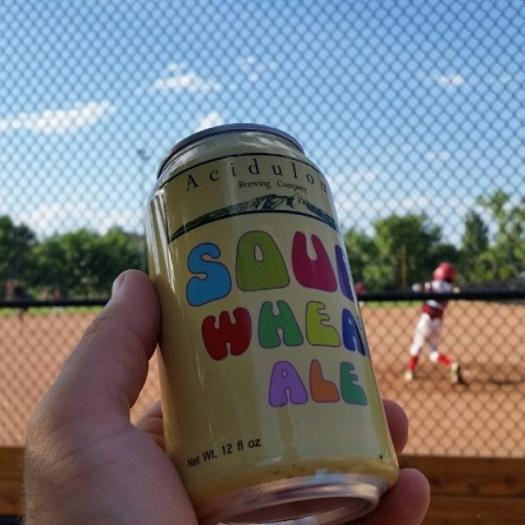 Acidulou
Brewing Company
SOU
WHEA
ALE
Net Wt. 12 fl oz